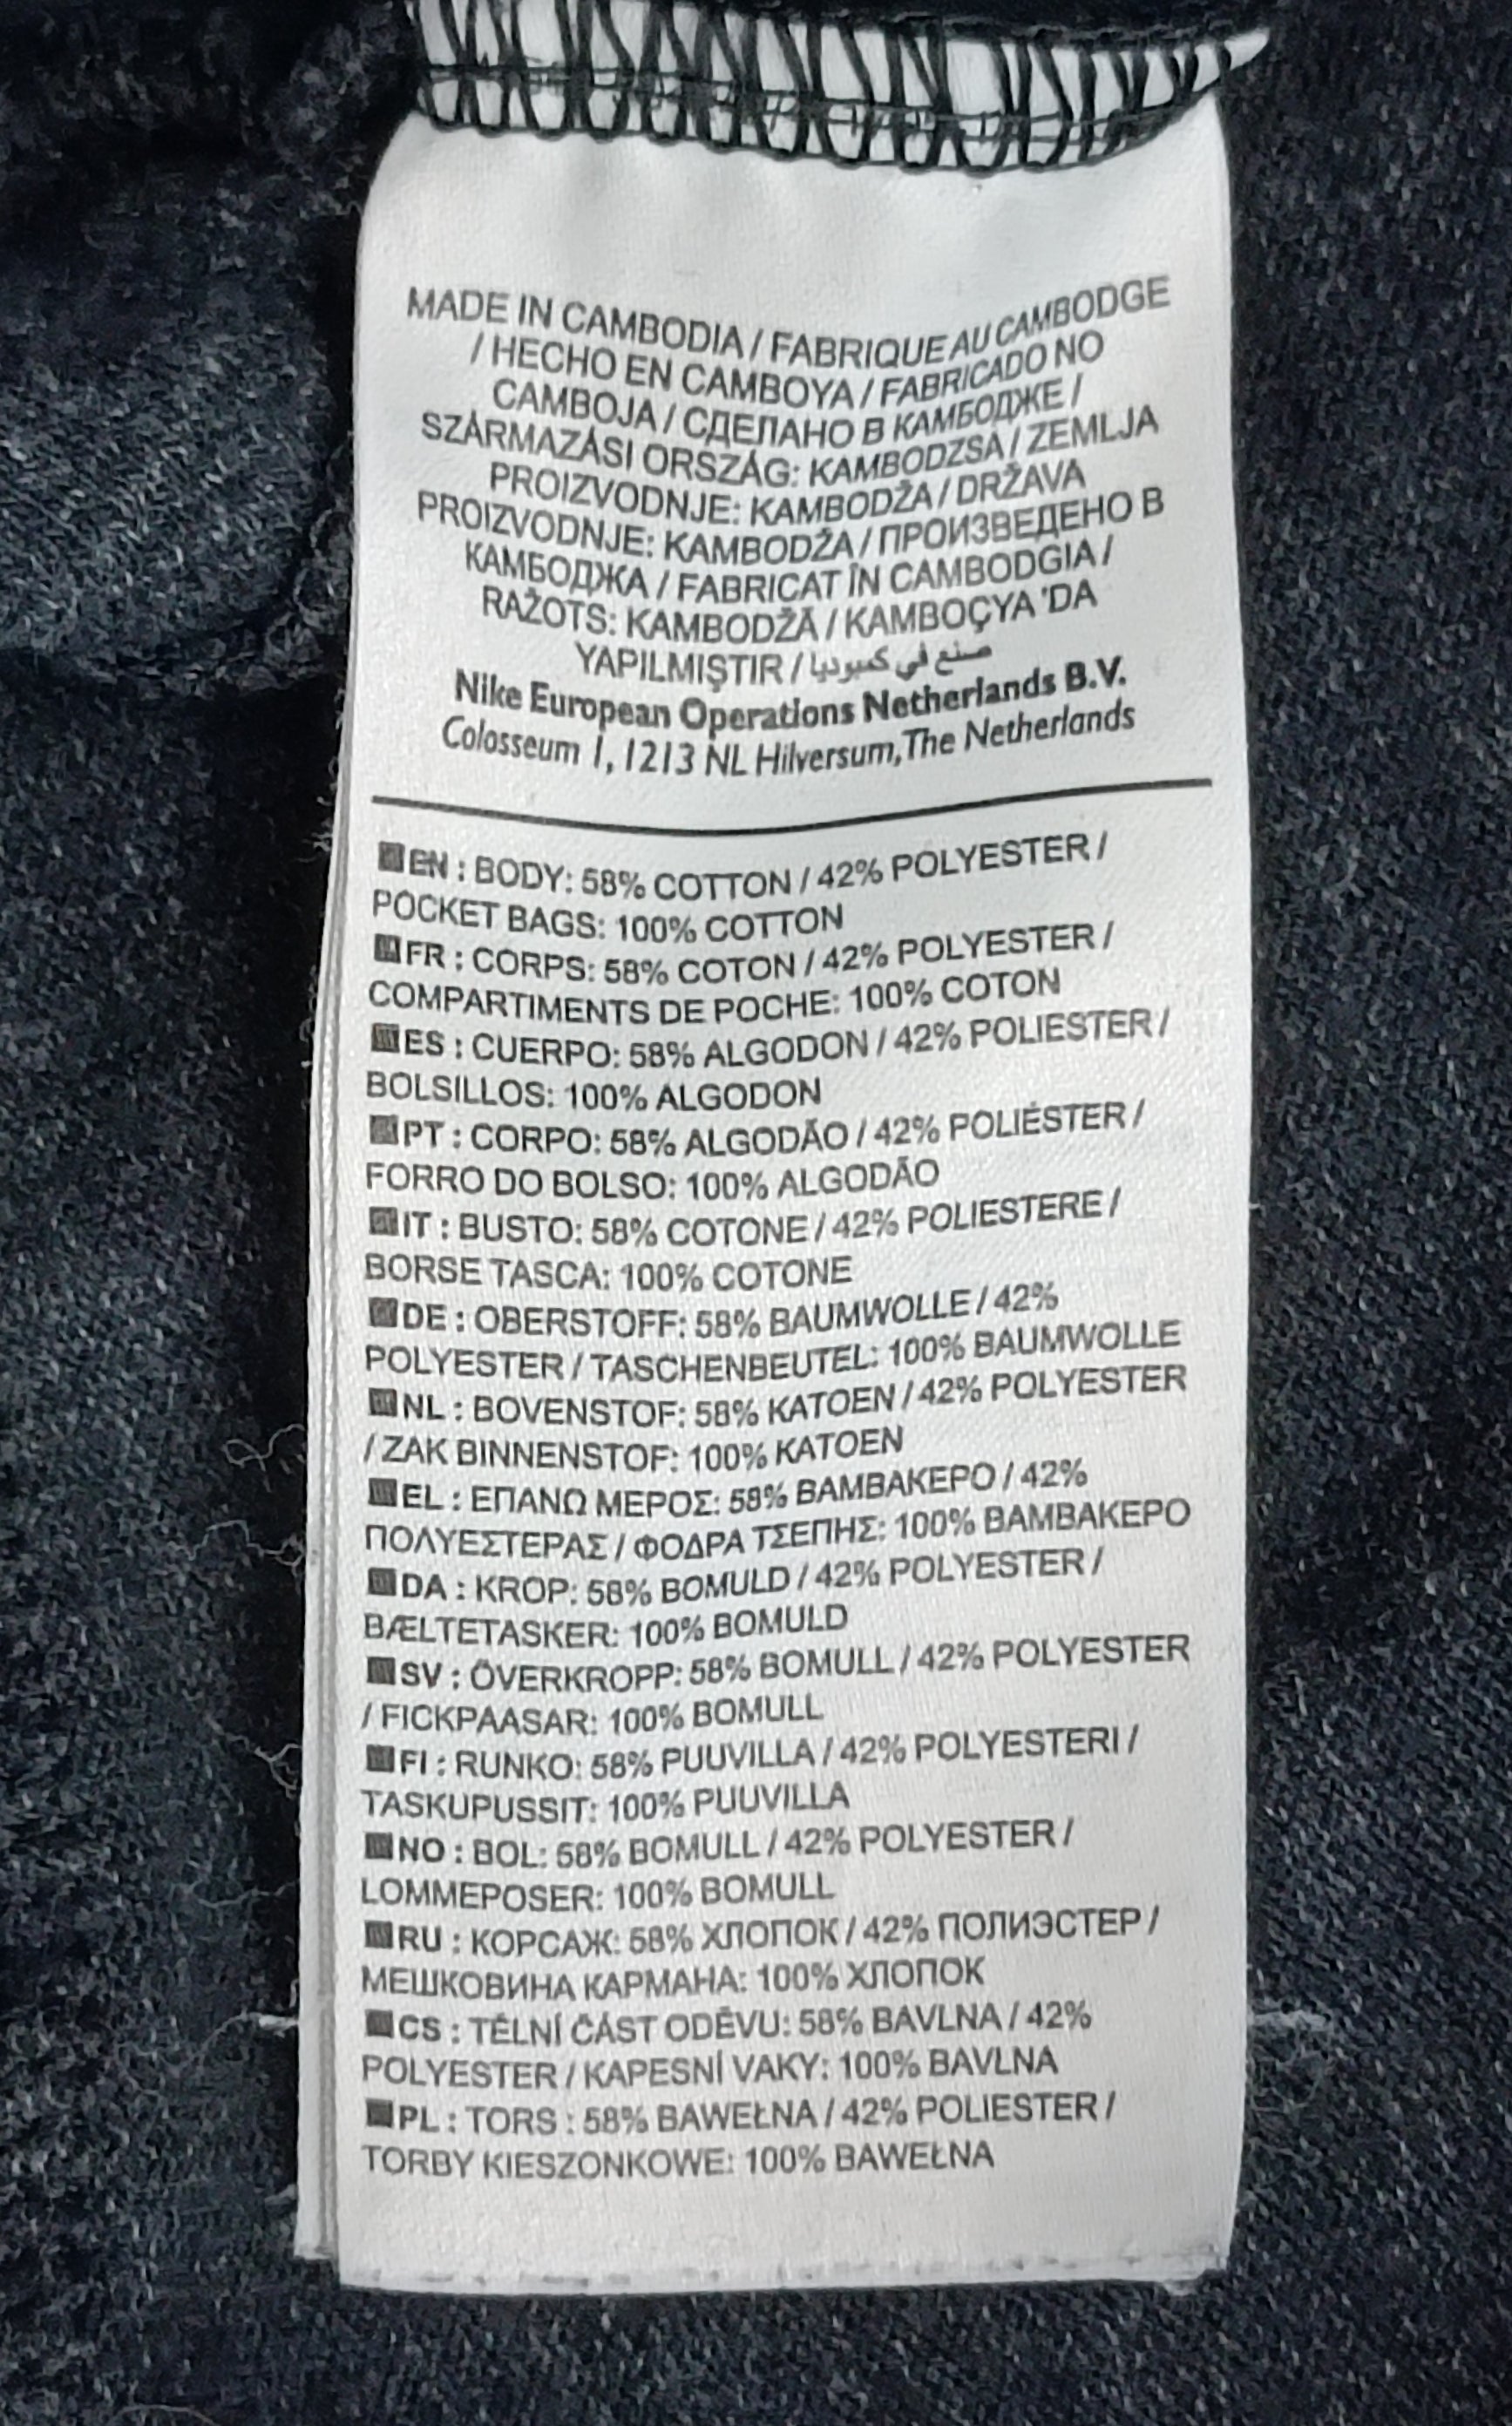 MADE IN CAMBODIA / FABRIQUE AU CAMBODGE
/ HECHO EN CAMBOYA / FABRICADO NO
CAMBOJA / СДЕЛАНО В КАМБОДЖЕ /
SZÁRMAZÁSI ORSZÁG: KAMBODZSA / ZEMLJA
PROIZVODNJE: KAMBODŽA / DRŽAVA
PROIZVODNJE: KAMBODŽA / ПРОИЗВЕДЕНО В
КАМБОДЖА / FABRICAT ÎN CAMBODGIA /
RAŽOTS: KAMBODŽĀ / KAMBOÇYA 'DA
YAPILMIŞTIR / صنع في كمبوديا
Nike European Operations Netherlands B.V.
Colosseum 1, 1213 NL Hilversum, The Netherlands
EN : BODY: 58% COTTON / 42% POLYESTER /
POCKET BAGS: 100% COTTON
FR : CORPS: 58% COTON / 42% POLYESTER /
COMPARTIMENTS DE POCHE: 100% COTON
ES : CUERPO: 58% ALGODON / 42% POLIESTER /
BOLSILLOS: 100% ALGODON
PT : CORPO: 58% ALGODÃO / 42% POLIÉSTER /
FORRO DO BOLSO: 100% ALGODÃO
IT : BUSTO: 58% COTONE / 42% POLIESTERE /
BORSE TASCA: 100% COTONE
DE : OBERSTOFF: 58% BAUMWOLLE / 42%
POLYESTER / TASCHENBEUTEL: 100% BAUMWOLLE
NL : BOVENSTOF: 58% KATOEN / 42% POLYESTER
/ ZAK BINNENSTOF: 100% KATOEN
EL : ΕΠΑΝΩ ΜΕΡΟΣ: 58% ΒΑΜΒΑΚΕΡΟ / 42%
ΠΟΛΥΕΣΤΕΡΑΣ / ΦΟΔΡΑ ΤΣΕΠΗΣ: 100% ΒΑΜΒΑΚΕΡΟ
DA : KROP: 58% BOMULD / 42% POLYESTER /
BÆLTETASKER: 100% BOMULD
SV : ÖVERKROPP: 58% BOMULL / 42% POLYESTER
/ FICKPAASAR: 100% BOMULL
FI : RUNKO: 58% PUUVILLA / 42% POLYESTERI /
TASKUPUSSIT: 100% PUUVILLA
NO : BOL: 58% BOMULL / 42% POLYESTER /
LOMMEPOSER: 100% BOMULL
RU : КОРСАЖ: 58% ХЛОПОК / 42% ПОЛИЭСТЕР /
МЕШКОВИНА КАРМАНА: 100% ХЛОПОК
CS : TĚLNÍ ČÁST ODĚVU: 58% BAVLNA / 42%
POLYESTER / KAPESNÍ VAKY: 100% BAVLNA
PL : TORS : 58% BAWEŁNA / 42% POLIESTER /
TORBY KIESZONKOWE: 100% BAWEŁNA